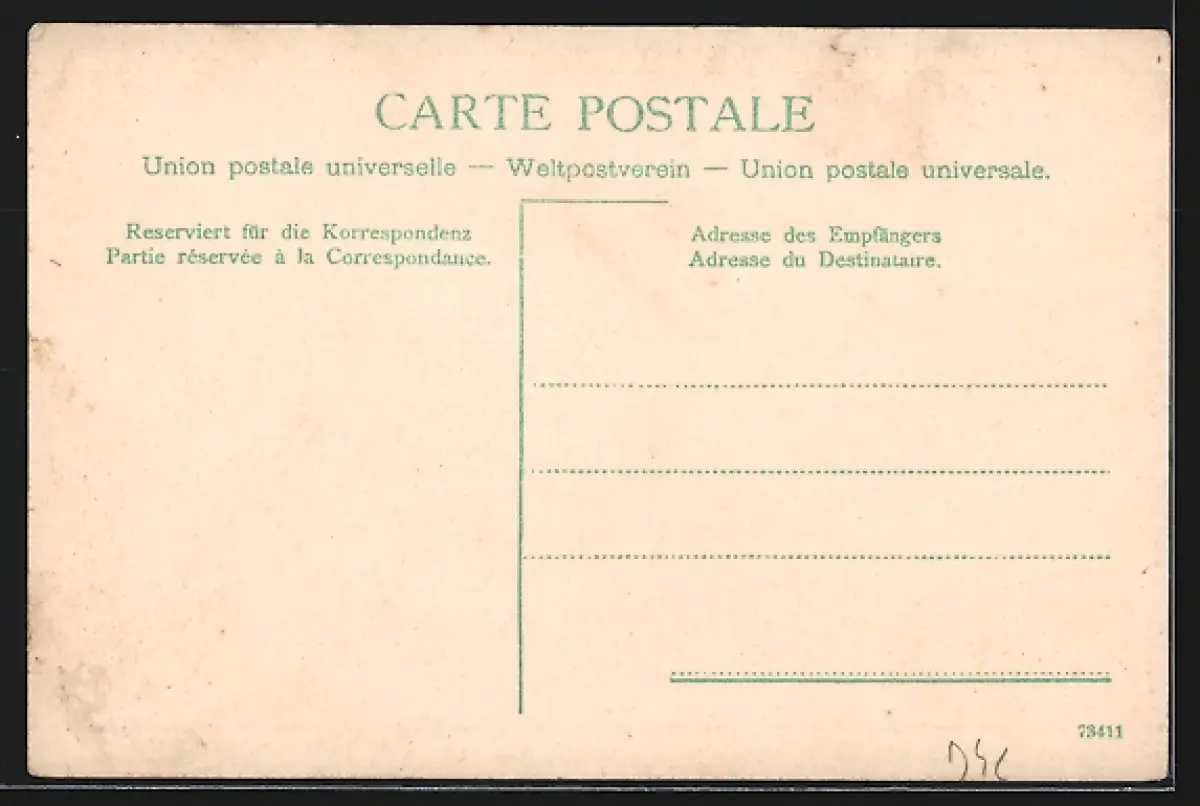 CARTE POSTALE
Union postale universelle — Weltpostverein — Union postale universale.
Reserviert für die Korrespondenz
Partie réservée à la Correspondance.
Adresse des Empfängers
Adresse du Destinataire.
73411